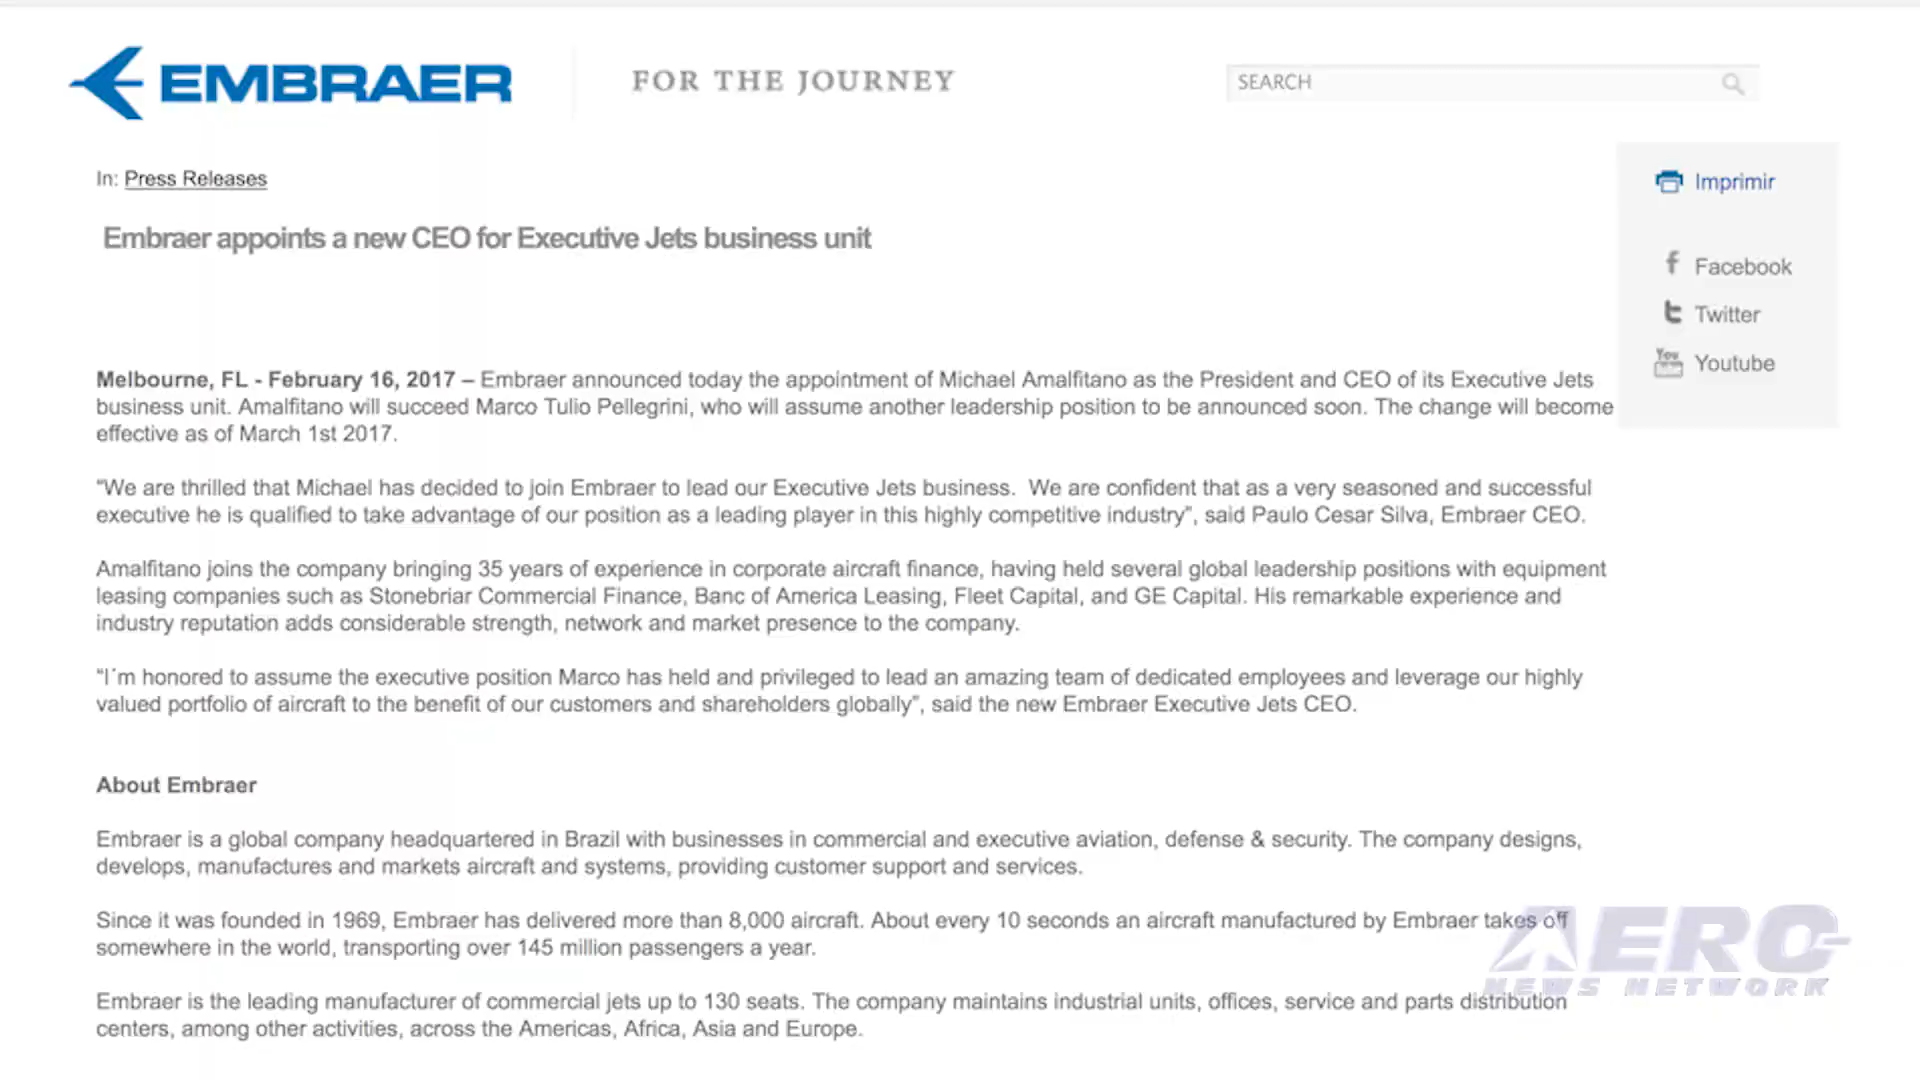 EMBRAER
FOR THE JOURNEY
SEARCH
In: Press Releases
Imprimir
Embraer appoints a new CEO for Executive Jets business unit
Facebook
Twitter
You
Youtube
Melbourne, FL - February 16, 2017 – Embraer announced today the appointment of Michael Amalfitano as the President and CEO of its Executive Jets
business unit. Amalfitano will succeed Marco Tulio Pellegrini, who will assume another leadership position to be announced soon. The change will become
effective as of March 1st 2017.
“We are thrilled that Michael has decided to join Embraer to lead our Executive Jets business.  We are confident that as a very seasoned and successful
executive he is qualified to take advantage of our position as a leading player in this highly competitive industry”, said Paulo Cesar Silva, Embraer CEO.
Amalfitano joins the company bringing 35 years of experience in corporate aircraft finance, having held several global leadership positions with equipment
leasing companies such as Stonebriar Commercial Finance, Banc of America Leasing, Fleet Capital, and GE Capital. His remarkable experience and
industry reputation adds considerable strength, network and market presence to the company.
“I´m honored to assume the executive position Marco has held and privileged to lead an amazing team of dedicated employees and leverage our highly
valued portfolio of aircraft to the benefit of our customers and shareholders globally”, said the new Embraer Executive Jets CEO.
About Embraer
Embraer is a global company headquartered in Brazil with businesses in commercial and executive aviation, defense & security. The company designs,
develops, manufactures and markets aircraft and systems, providing customer support and services.
Since it was founded in 1969, Embraer has delivered more than 8,000 aircraft. About every 10 seconds an aircraft manufactured by Embraer takes off
somewhere in the world, transporting over 145 million passengers a year.
AERO-
NEWS NETWORK
Embraer is the leading manufacturer of commercial jets up to 130 seats. The company maintains industrial units, offices, service and parts distribution
centers, among other activities, across the Americas, Africa, Asia and Europe.